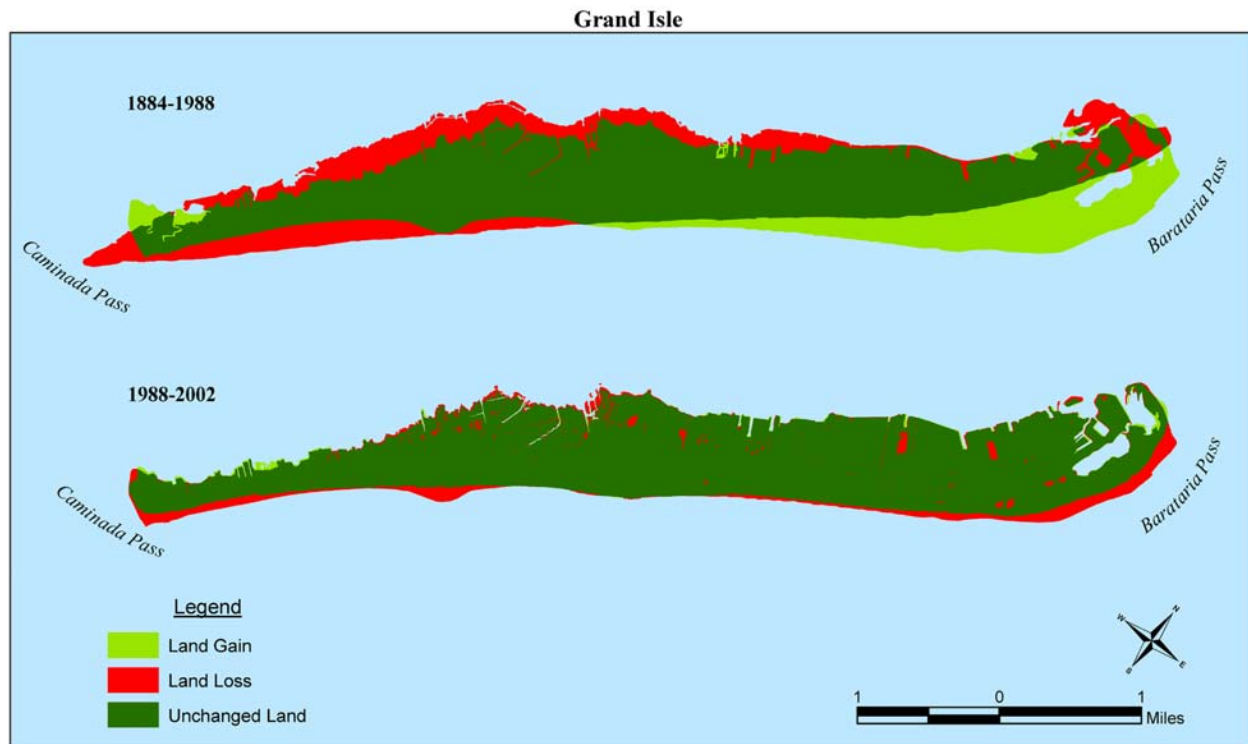 Grand Isle
1884-1988
Caminada Pass
Barataria Pass
1988-2002
Caminada Pass
Barataria Pass
Legend
Land Gain
Land Loss
Unchanged Land
N
W
S
E
1 0 1
Miles